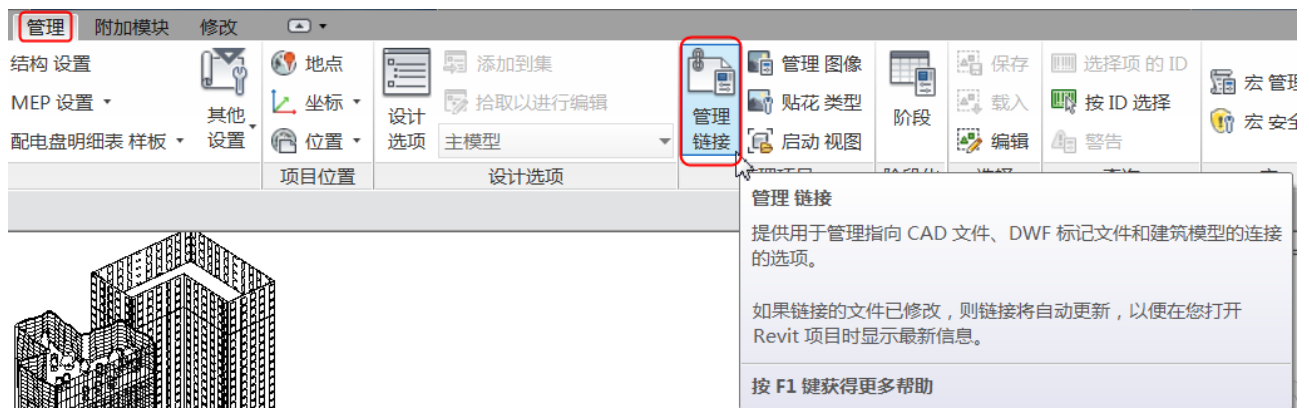 管理 附加模块 修改
结构 设置
MEP 设置
配电盘明细表 样板
其他
设置
地点
坐标
位置
项目位置
设计
选项
添加到集
拾取以进行编辑
主模型
设计选项
管理
链接
管理 图像
贴花 类型
启动 视图
阶段
保存
载入
编辑
选择项 的 ID
按 ID 选择
警告
宏 管理
宏 安全
管理 链接
提供用于管理指向 CAD 文件、DWF 标记文件和建筑模型的连接
的选项。
如果链接的文件已修改，则链接将自动更新，以便在您打开
Revit 项目时显示最新信息。
按 F1 键获得更多帮助